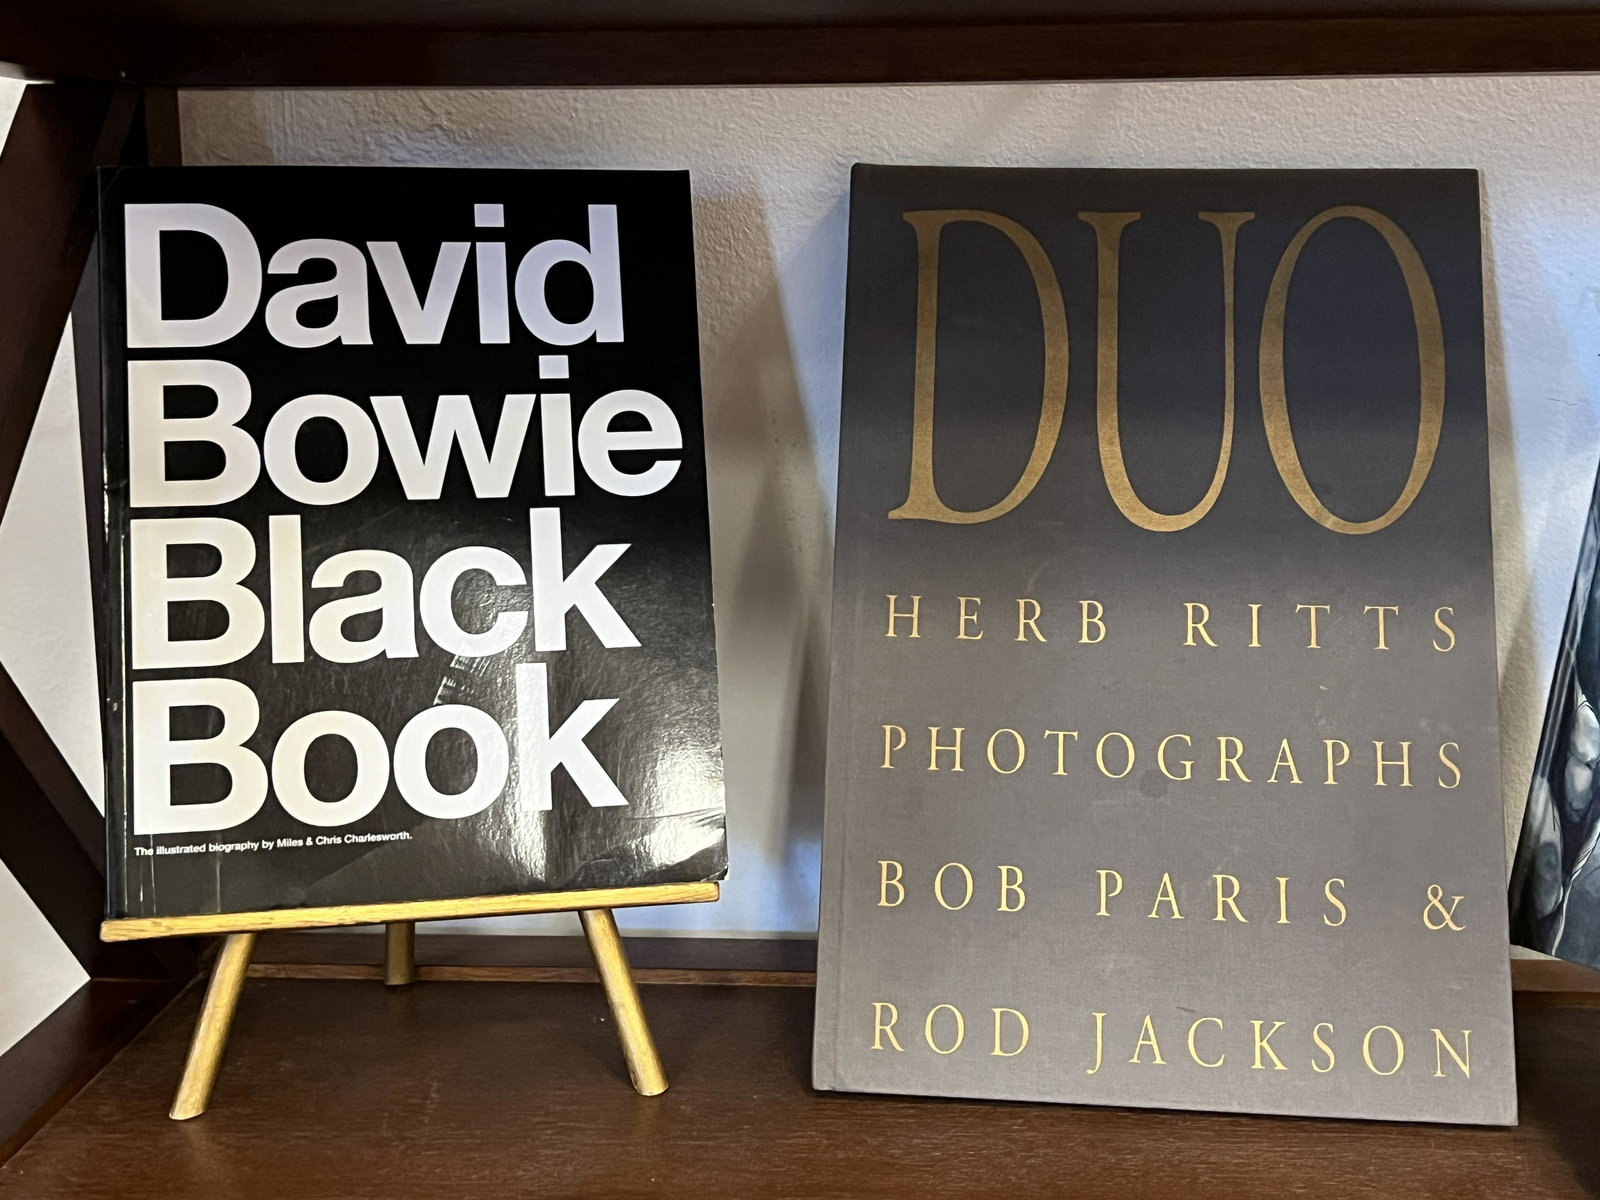 David
Bowie
Black
Book
The illustrated biography by Miles & Chris Charlesworth.
DUO
HERB RITTS
PHOTOGRAPHS
BOB PARIS &
ROD JACKSON